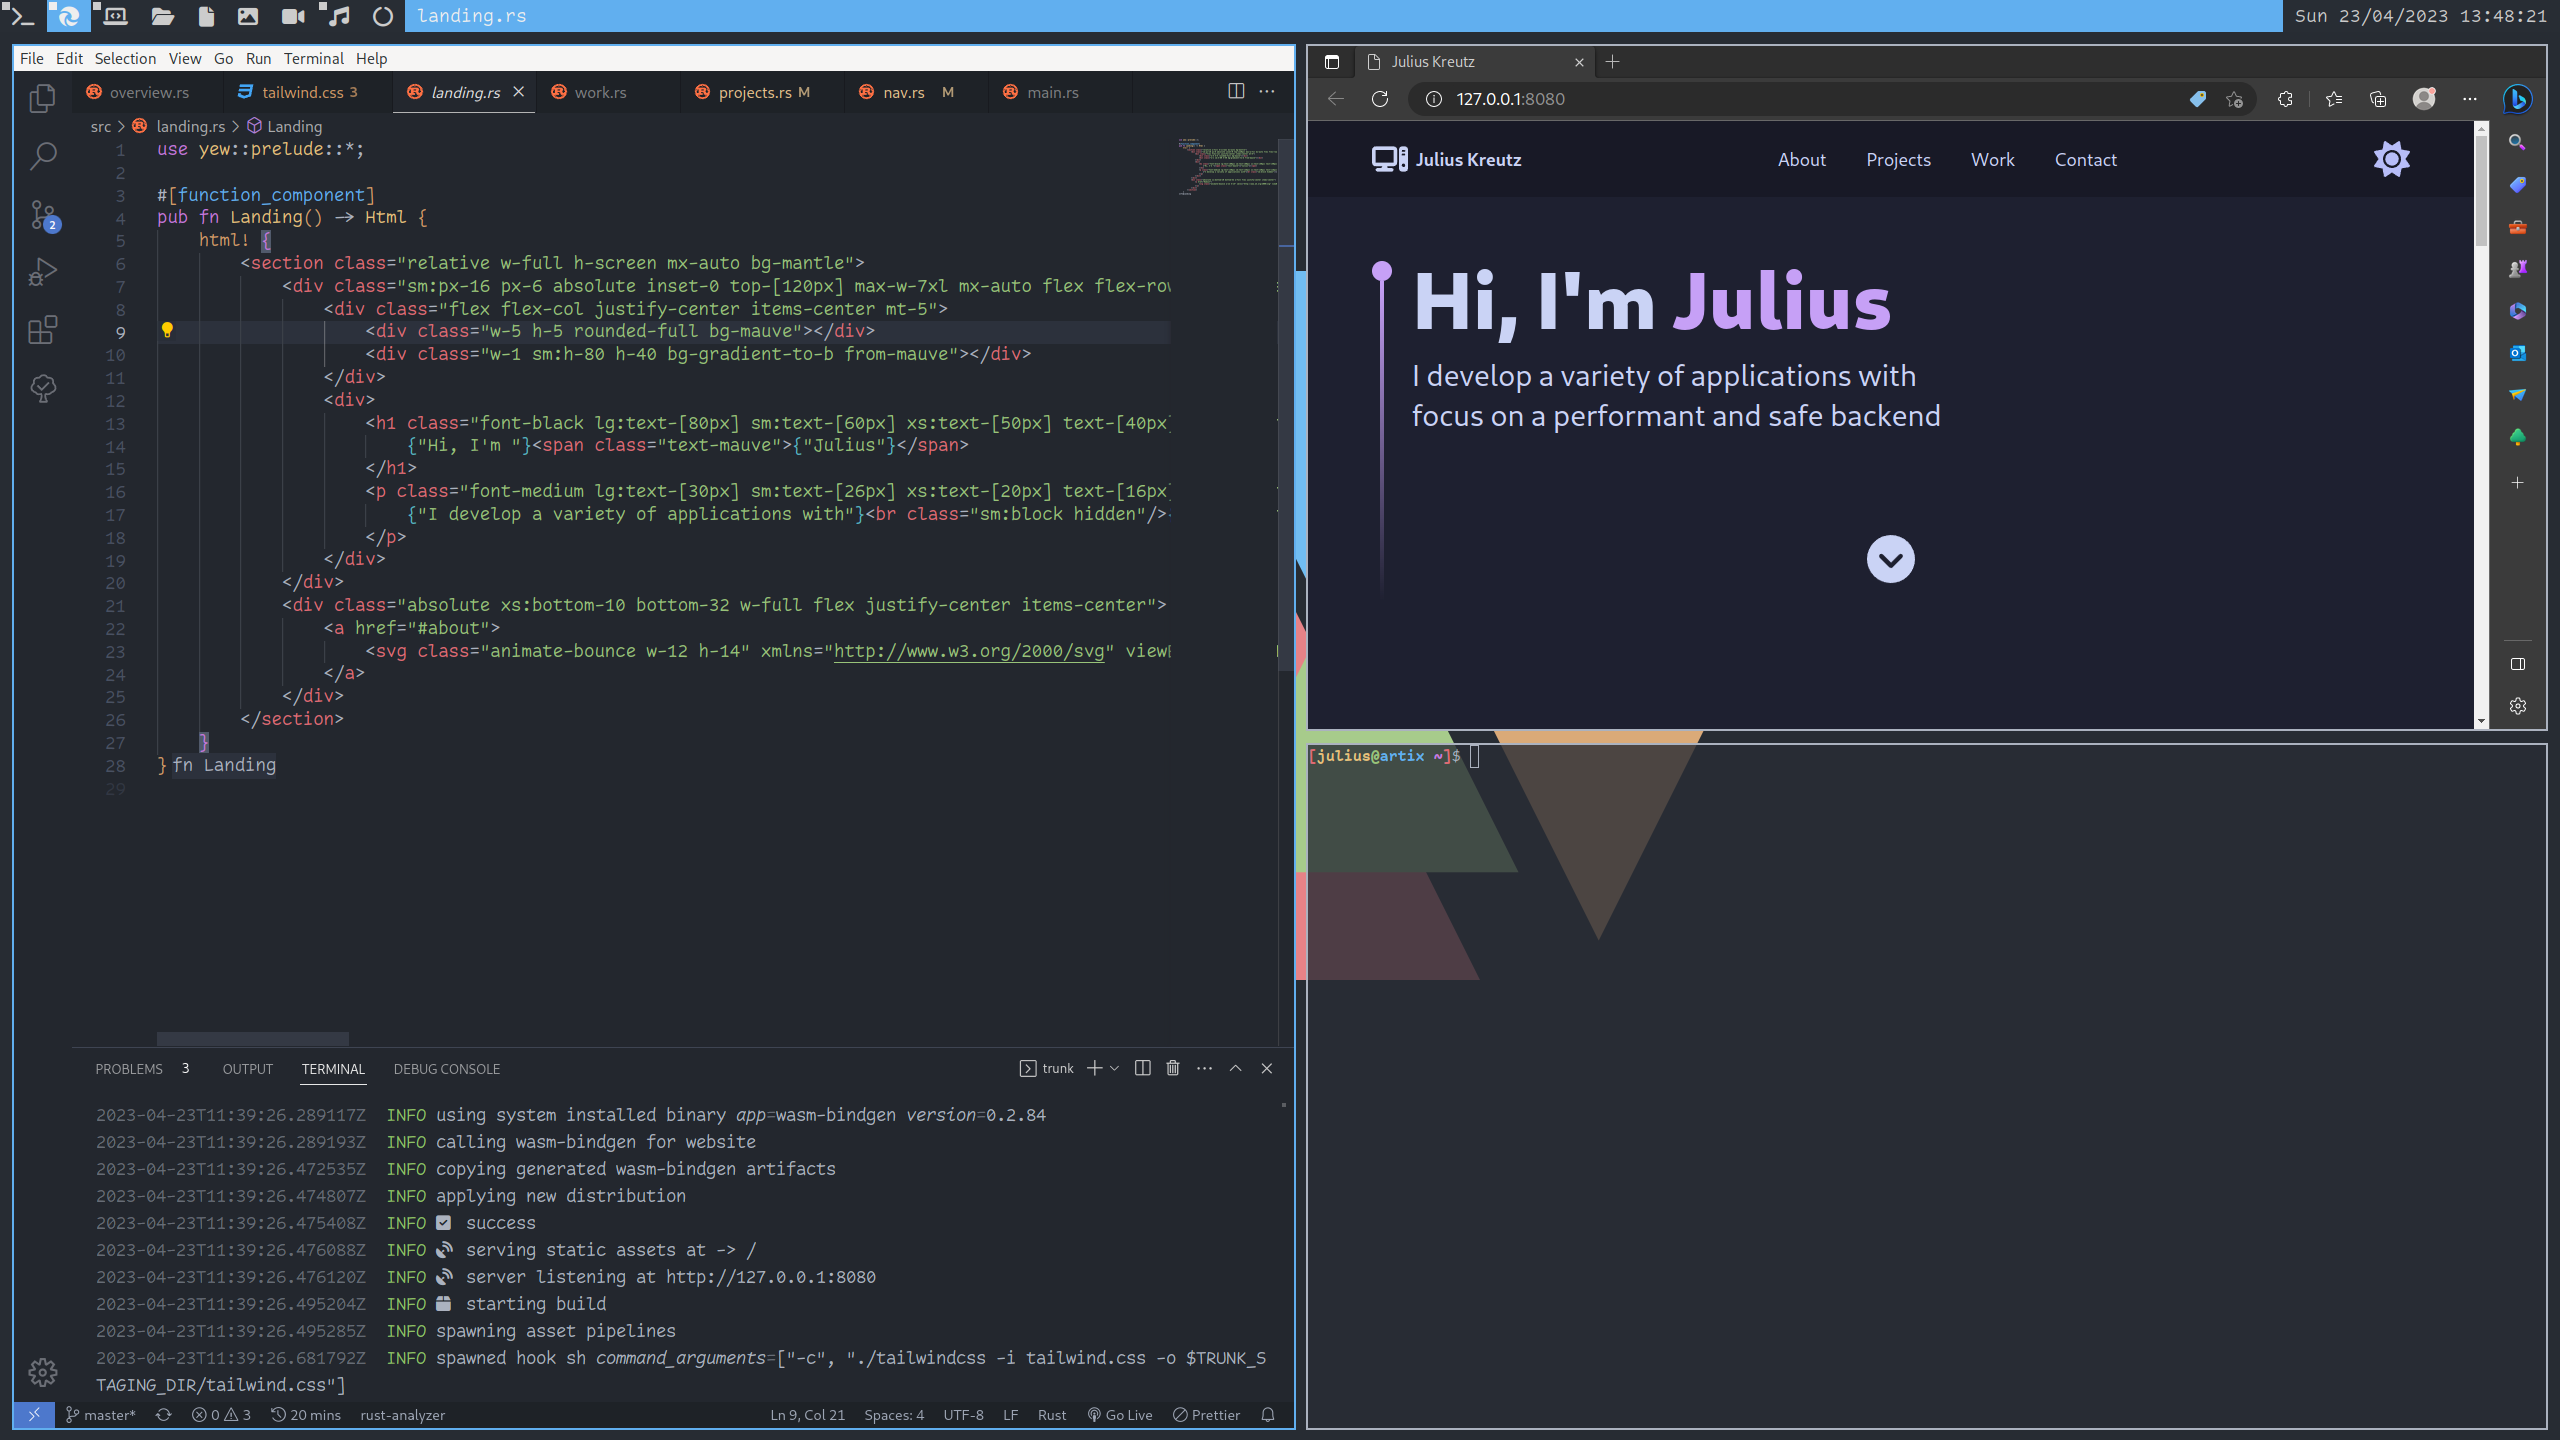 landing.rs
Sun 23/04/2023 13:48:21
File Edit Selection View Go Run Terminal Help
overview.rs
tailwind.css 3
landing.rs
work.rs
projects.rs M
nav.rs M
main.rs
src > landing.rs > Landing
1 use yew::prelude::*;
2
3 #[function_component]
4 pub fn Landing() -> Html {
5 html! {
6 <section class="relative w-full h-screen mx-auto bg-mantle">
7 <div class="sm:px-16 px-6 absolute inset-0 top-[120px] max-w-7xl mx-auto flex flex-row
8 <div class="flex flex-col justify-center items-center mt-5">
9 <div class="w-5 h-5 rounded-full bg-mauve"></div>
10 <div class="w-1 sm:h-80 h-40 bg-gradient-to-b from-mauve"></div>
11 </div>
12 <div>
13 <h1 class="font-black lg:text-[80px] sm:text-[60px] xs:text-[50px] text-[40px]
14 {"Hi, I'm "}<span class="text-mauve">{"Julius"}</span>
15 </h1>
16 <p class="font-medium lg:text-[30px] sm:text-[26px] xs:text-[20px] text-[16px]
17 {"I develop a variety of applications with"}<br class="sm:block hidden"/>
18 </p>
19 </div>
20 </div>
21 <div class="absolute xs:bottom-10 bottom-32 w-full flex justify-center items-center">
22 <a href="#about">
23 <svg class="animate-bounce w-12 h-14" xmlns="http://www.w3.org/2000/svg" view
24 </a>
25 </div>
26 </section>
27 }
28 } fn Landing
29
2
PROBLEMS 3 OUTPUT TERMINAL DEBUG CONSOLE
trunk
2023-04-23T11:39:26.289117Z INFO using system installed binary app=wasm-bindgen version=0.2.84
2023-04-23T11:39:26.289193Z INFO calling wasm-bindgen for website
2023-04-23T11:39:26.472535Z INFO copying generated wasm-bindgen artifacts
2023-04-23T11:39:26.474807Z INFO applying new distribution
2023-04-23T11:39:26.475408Z INFO success
2023-04-23T11:39:26.476088Z INFO serving static assets at -> /
2023-04-23T11:39:26.476120Z INFO server listening at http://127.0.0.1:8080
2023-04-23T11:39:26.495204Z INFO starting build
2023-04-23T11:39:26.495285Z INFO spawning asset pipelines
2023-04-23T11:39:26.681792Z INFO spawned hook sh command_arguments=["-c", "./tailwindcss -i tailwind.css -o $TRUNK_S
TAGING_DIR/tailwind.css"]
master* 0 3 20 mins rust-analyzer Ln 9, Col 21 Spaces: 4 UTF-8 LF Rust Go Live Prettier
Julius Kreutz
127.0.0.1:8080
Julius Kreutz
About Projects Work Contact
Hi, I'm Julius
I develop a variety of applications with
focus on a performant and safe backend
[julius@artix ~]$